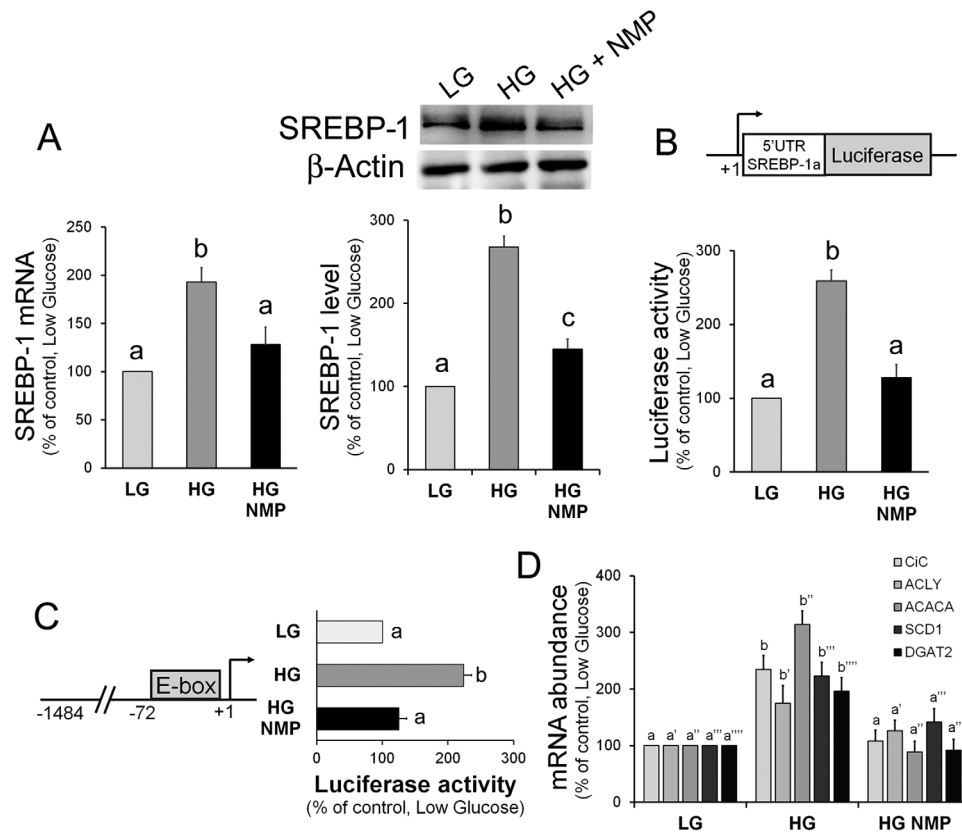 LG HG HG + NMP
SREBP-1
β-Actin
A
SREBP-1 mRNA
(% of control, Low Glucose)
250
200
150
100
50
0
a
b
a
LG HG HG
NMP
SREBP-1 level
(% of control, Low Glucose)
300
200
100
0
a
b
c
LG HG HG
NMP
B
+1
5'UTR
SREBP-1a
Luciferase
Luciferase activity
(% of control, Low Glucose)
300
200
100
0
a
b
a
LG HG HG
NMP
C
E-box
-1484 -72 +1
LG
HG
HG
NMP
a
b
a
0 100 200 300
Luciferase activity
(% of control, Low Glucose)
D
mRNA abundance
(% of control, Low Glucose)
400
300
200
100
0
CiC
ACLY
ACACA
SCD1
DGAT2
a a' a'' a''' a''''
b b' b'' b''' b''''
a a' a'' a''' a''
LG HG HG NMP